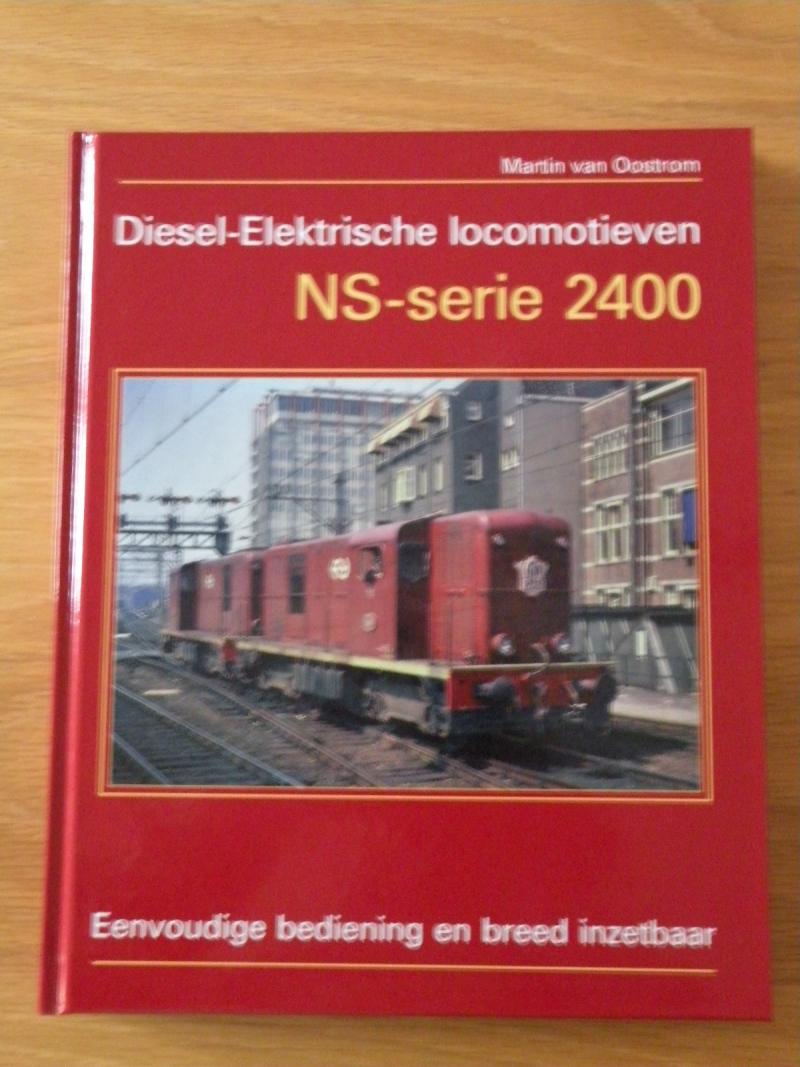 Martin van Oostrom
Diesel-Elektrische locomotieven
NS-serie 2400
Eenvoudige bediening en breed inzetbaar